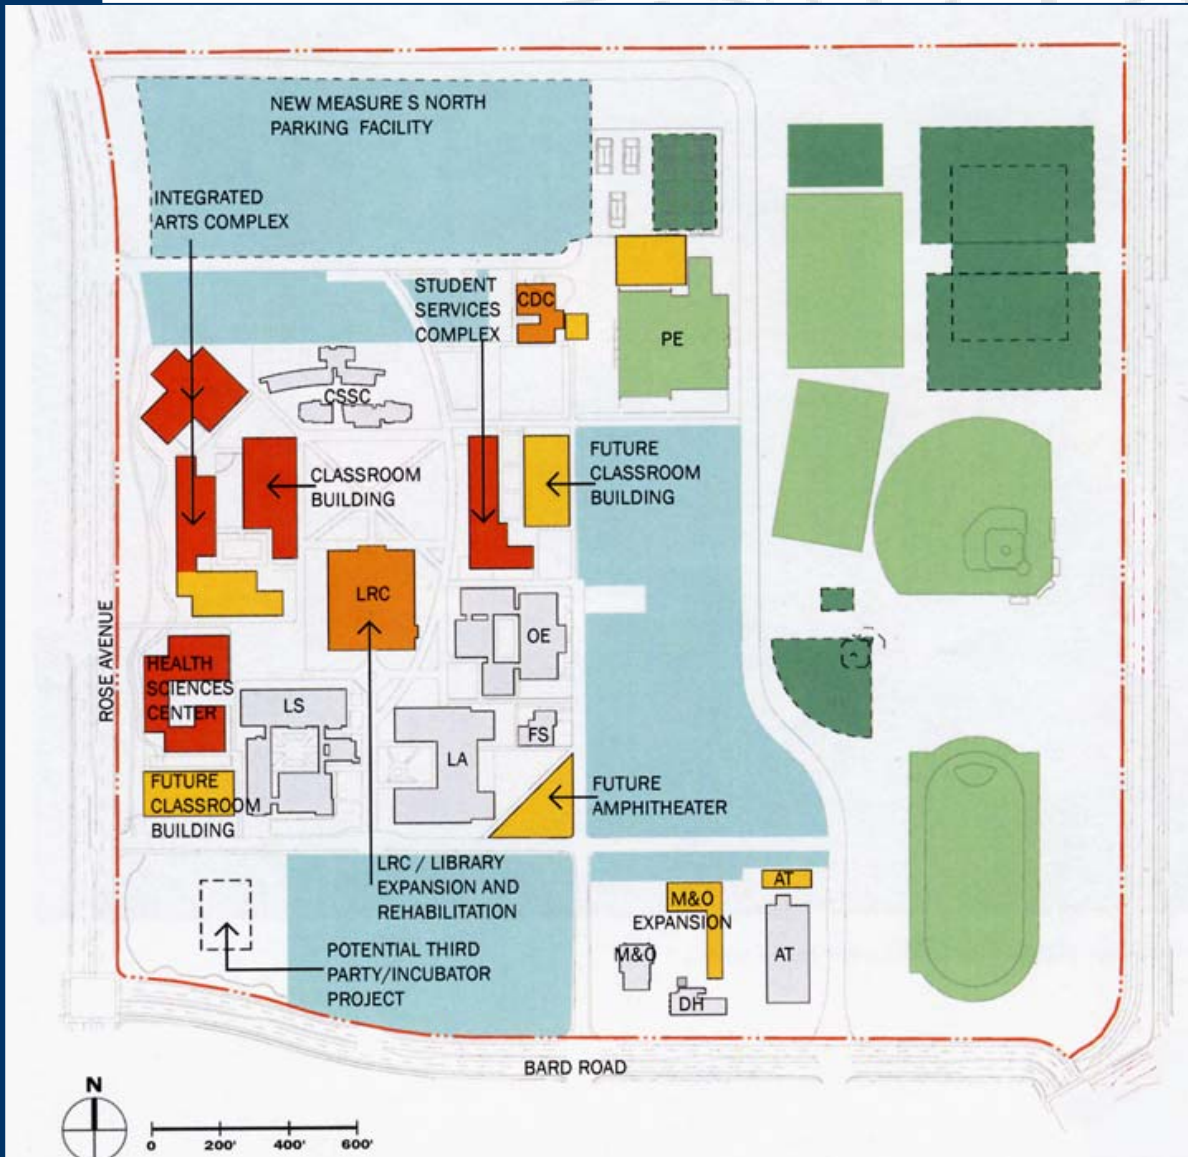 NEW MEASURE S NORTH
PARKING FACILITY
INTEGRATED
ARTS COMPLEX
STUDENT
SERVICES
COMPLEX
CDC
PE
CSSC
CLASSROOM
BUILDING
FUTURE
CLASSROOM
BUILDING
LRC
OE
ROSE AVENUE
HEALTH
SCIENCES
CENTER
LS
LA
FS
FUTURE
CLASSROOM
BUILDING
FUTURE
AMPHITHEATER
LRC / LIBRARY
EXPANSION AND
REHABILITATION
AT
M&O
EXPANSION
M&O
AT
DH
POTENTIAL THIRD
PARTY/INCUBATOR
PROJECT
BARD ROAD
N
0 200' 400' 600'